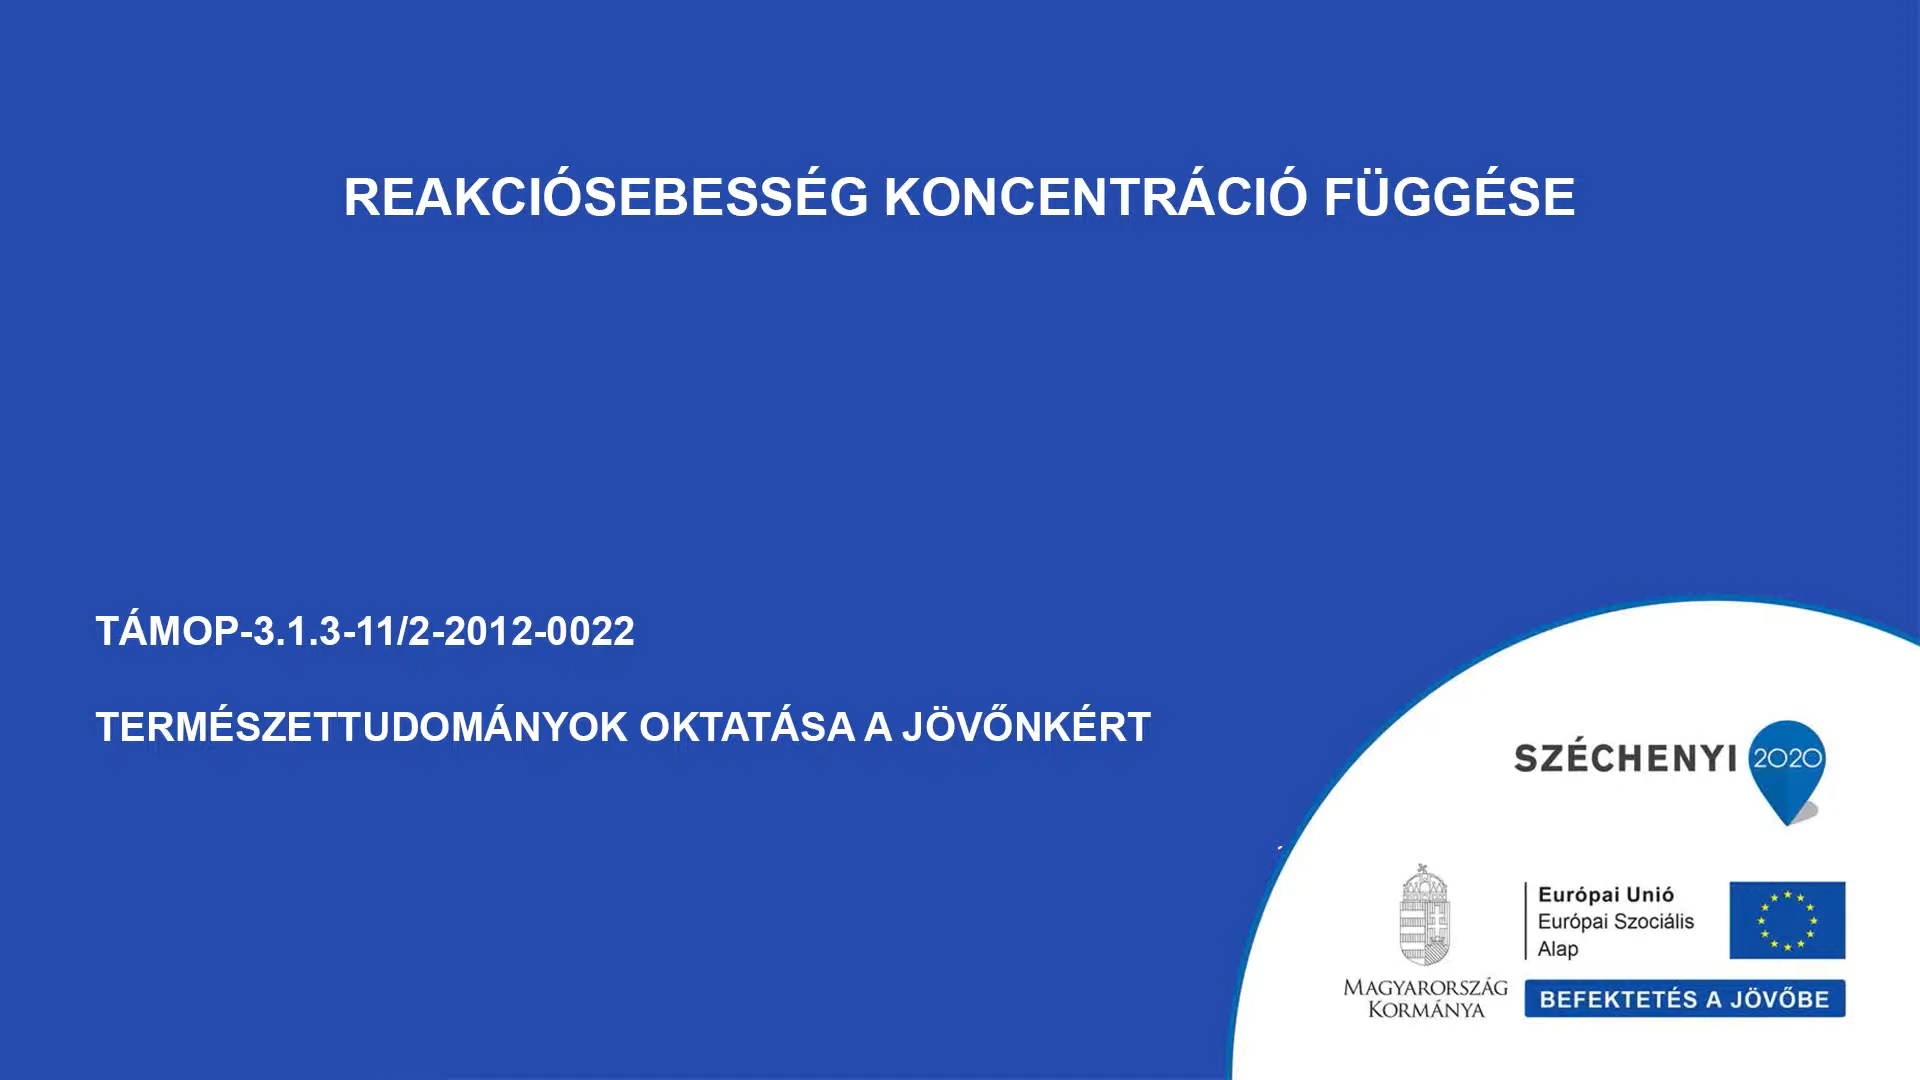 REAKCIÓSEBESSÉG KONCENTRÁCIÓ FÜGGÉSE
TÁMOP-3.1.3-11/2-2012-0022
TERMÉSZETTUDOMÁNYOK OKTATÁSA A JÖVŐNKÉRT
SZÉCHENYI 2020
Európai Unió
Európai Szociális
Alap
MAGYARORSZÁG
KORMÁNYA
BEFEKTETÉS A JÖVŐBE